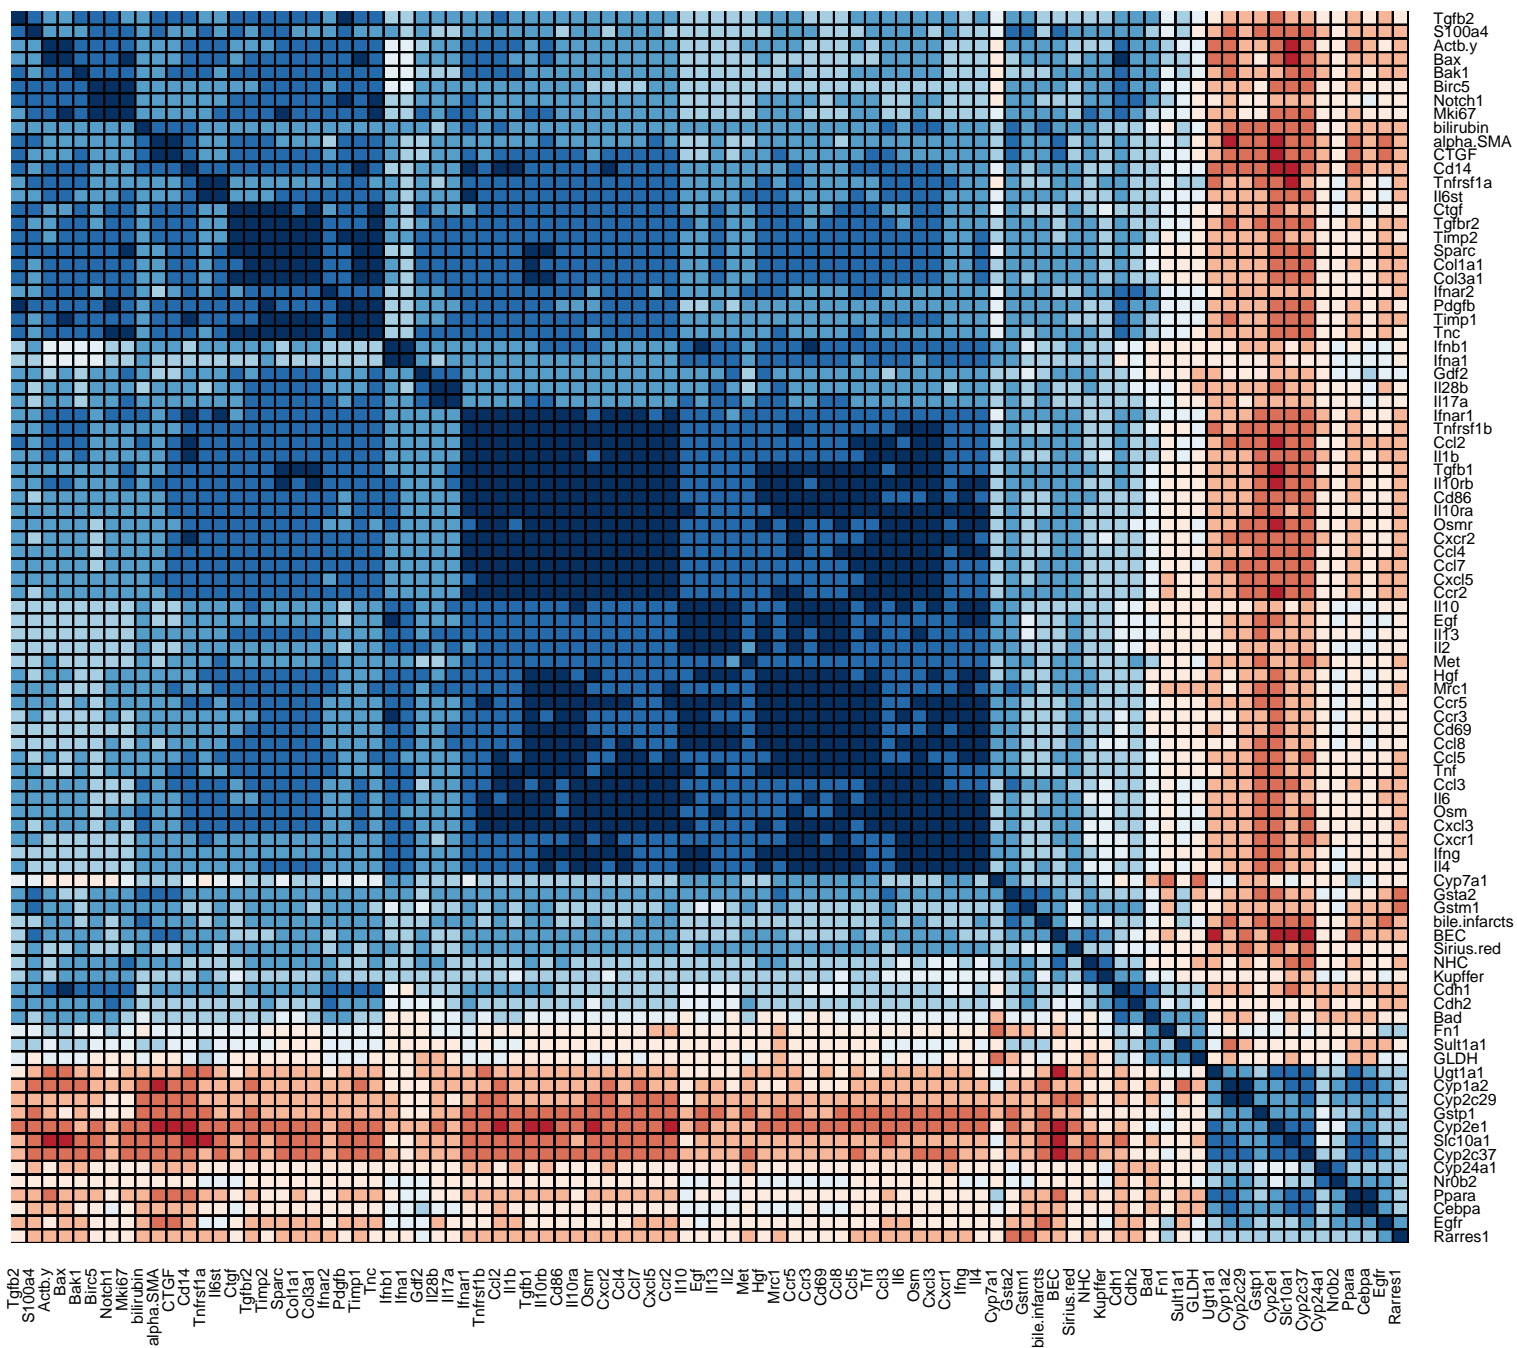 Tgfb2
S100a4
Actb.y
Bax
Bak1
Birc5
Notch1
Mki67
bilirubin
alpha.SMA
CTGF
Cd14
Tnfrsf1a
Il6st
Ctgf
Tgfbr2
Timp2
Sparc
Col1a1
Col3a1
Ifnar2
Pdgfb
Timp1
Tnc
Ifnb1
Ifna1
Gdf2
Il28b
Il17a
Ifnar1
Tnfrsf1b
Ccl2
Il1b
Tgfb1
Il10rb
Cd86
Il10ra
Osmr
Cxcr2
Ccl4
Ccl7
Cxcl5
Ccr2
Il10
Egf
Il13
Il2
Met
Hgf
Mrc1
Ccr5
Ccr3
Cd69
Ccl8
Ccl5
Tnf
Ccl3
Il6
Osm
Cxcl3
Cxcr1
Ifng
Il4
Cyp7a1
Gsta2
Gstm1
bile.infarcts
BEC
Sirius.red
NHC
Kupffer
Cdh1
Cdh2
Bad
Fn1
Sult1a1
GLDH
Ugt1a1
Cyp1a2
Cyp2c29
Gstp1
Cyp2e1
Slc10a1
Cyp2c37
Cyp24a1
Nr0b2
Ppara
Cebpa
Egfr
Rarres1
Tgfb2
S100a4
Actb.y
Bax
Bak1
Birc5
Notch1
Mki67
bilirubin
alpha.SMA
CTGF
Cd14
Tnfrsf1a
Il6st
Ctgf
Tgfbr2
Timp2
Sparc
Col1a1
Col3a1
Ifnar2
Pdgfb
Timp1
Tnc
Ifnb1
Ifna1
Gdf2
Il28b
Il17a
Ifnar1
Tnfrsf1b
Ccl2
Il1b
Tgfb1
Il10rb
Cd86
Il10ra
Osmr
Cxcr2
Ccl4
Ccl7
Cxcl5
Ccr2
Il10
Egf
Il13
Il2
Met
Hgf
Mrc1
Ccr5
Ccr3
Cd69
Ccl8
Ccl5
Tnf
Ccl3
Il6
Osm
Cxcl3
Cxcr1
Ifng
Il4
Cyp7a1
Gsta2
Gstm1
bile.infarcts
BEC
Sirius.red
NHC
Kupffer
Cdh1
Cdh2
Bad
Fn1
Sult1a1
GLDH
Ugt1a1
Cyp1a2
Cyp2c29
Gstp1
Cyp2e1
Slc10a1
Cyp2c37
Cyp24a1
Nr0b2
Ppara
Cebpa
Egfr
Rarres1